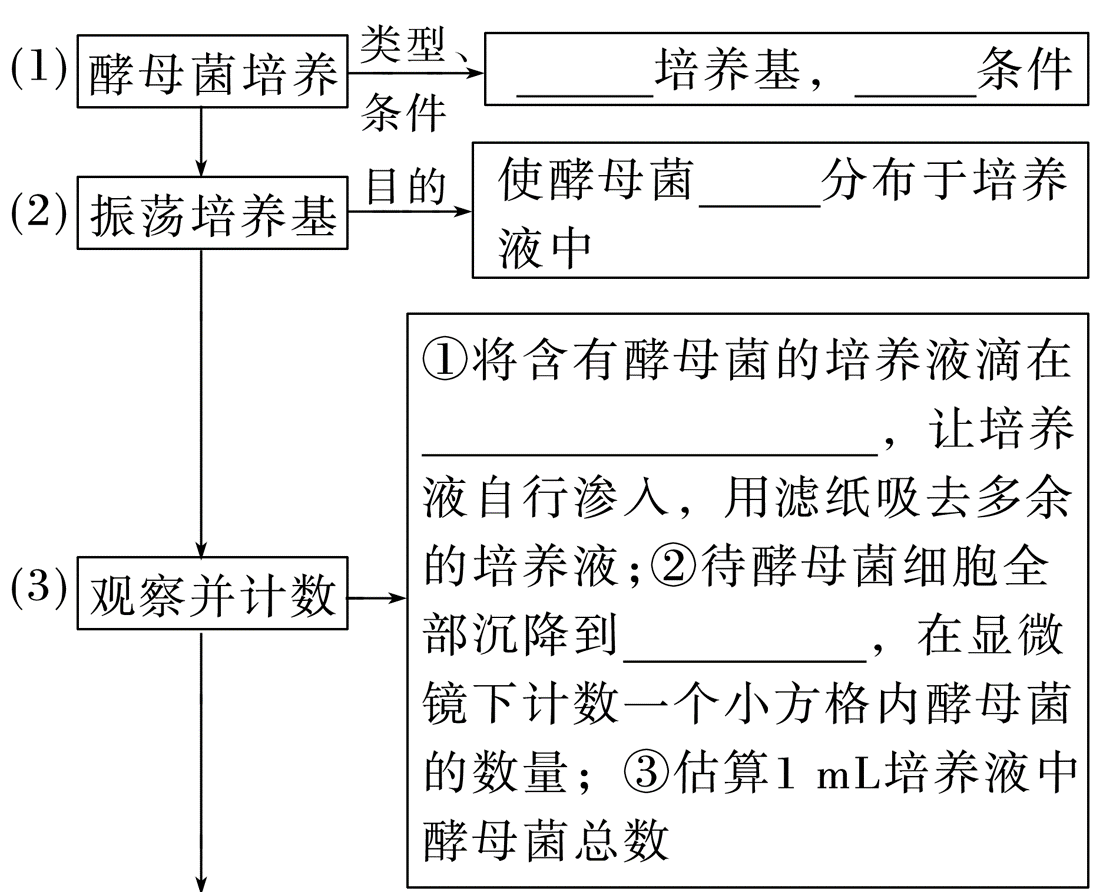 (1) 酵母菌培养 类型、条件 ______培养基，_____条件
(2) 振荡培养基 目的 使酵母菌_____分布于培养
液中
(3) 观察并计数
①将含有酵母菌的培养液滴在
___________________，让培养
液自行渗入，用滤纸吸去多余
的培养液;②待酵母菌细胞全
部沉降到__________，在显微
镜下计数一个小方格内酵母菌
的数量；③估算1 mL培养液中
酵母菌总数